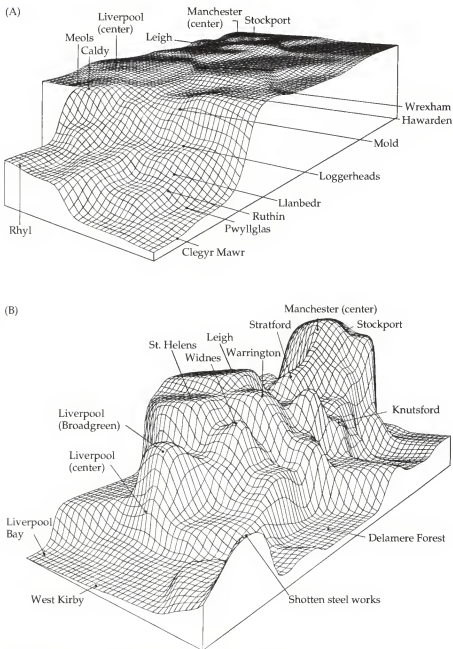 (A)
Manchester
(center)
Stockport
Liverpool
(center)
Leigh
Meols
Caldy
Wrexham
Hawarden
Mold
Loggerheads
Llanbedr
Ruthin
Pwyllglas
Rhyl
Clegyr Mawr
(B)
Manchester (center)
Stratford
Stockport
Leigh
St. Helens
Warrington
Widnes
Liverpool
(Broadgreen)
Knutsford
Liverpool
(center)
Liverpool
Bay
Delamere Forest
West Kirby
Shotten steel works